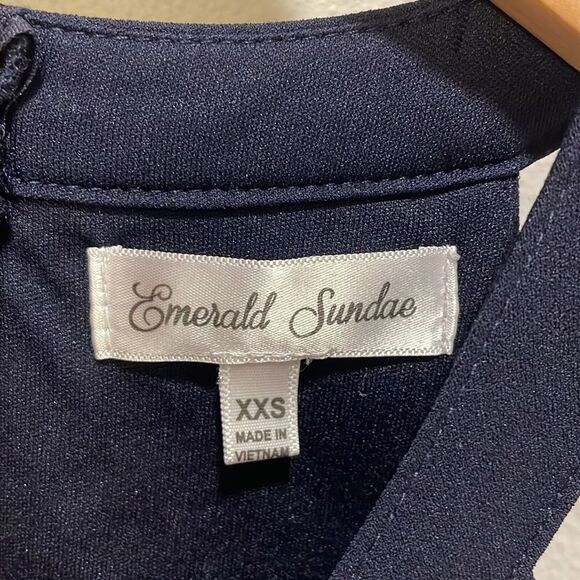 Emerald Sundae
XXS
MADE IN
VIETNAM